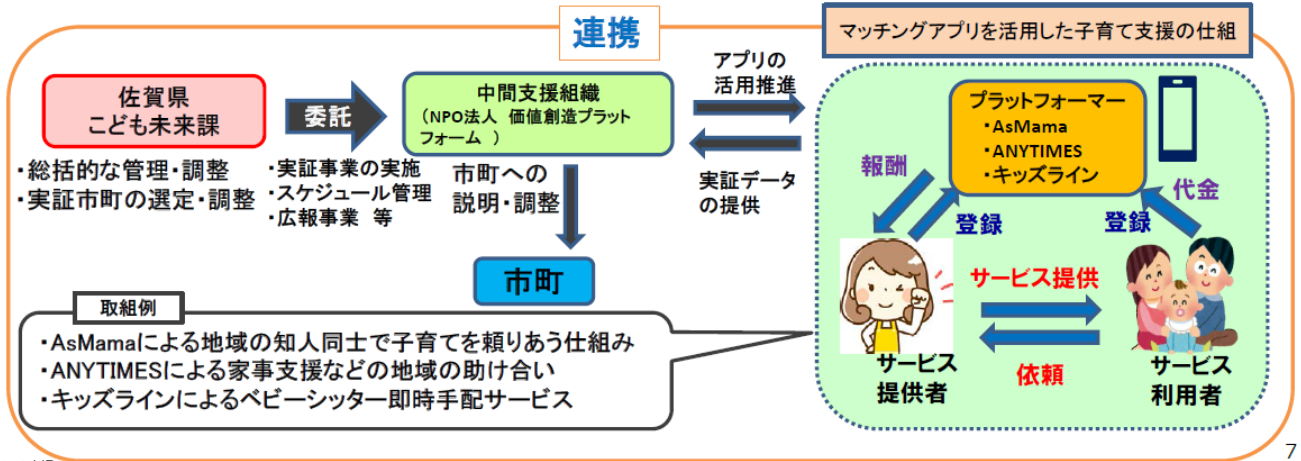 連携
マッチングアプリを活用した子育て支援の仕組
佐賀県
こども未来課
・総括的な管理・調整
・実証市町の選定・調整
委託
・実証事業の実施
・スケジュール管理
・広報事業 等
中間支援組織
(NPO法人 価値創造プラット
フォーム )
市町への
説明・調整
市町
アプリの
活用推進
実証データ
の提供
プラットフォーマー
・AsMama
・ANYTIMES
・キッズライン
報酬
登録
登録
代金
サービス提供
依頼
サービス
提供者
サービス
利用者
取組例
・AsMamaによる地域の知人同士で子育てを頼りあう仕組み
・ANYTIMESによる家事支援などの地域の助け合い
・キッズラインによるベビーシッター即時手配サービス
7